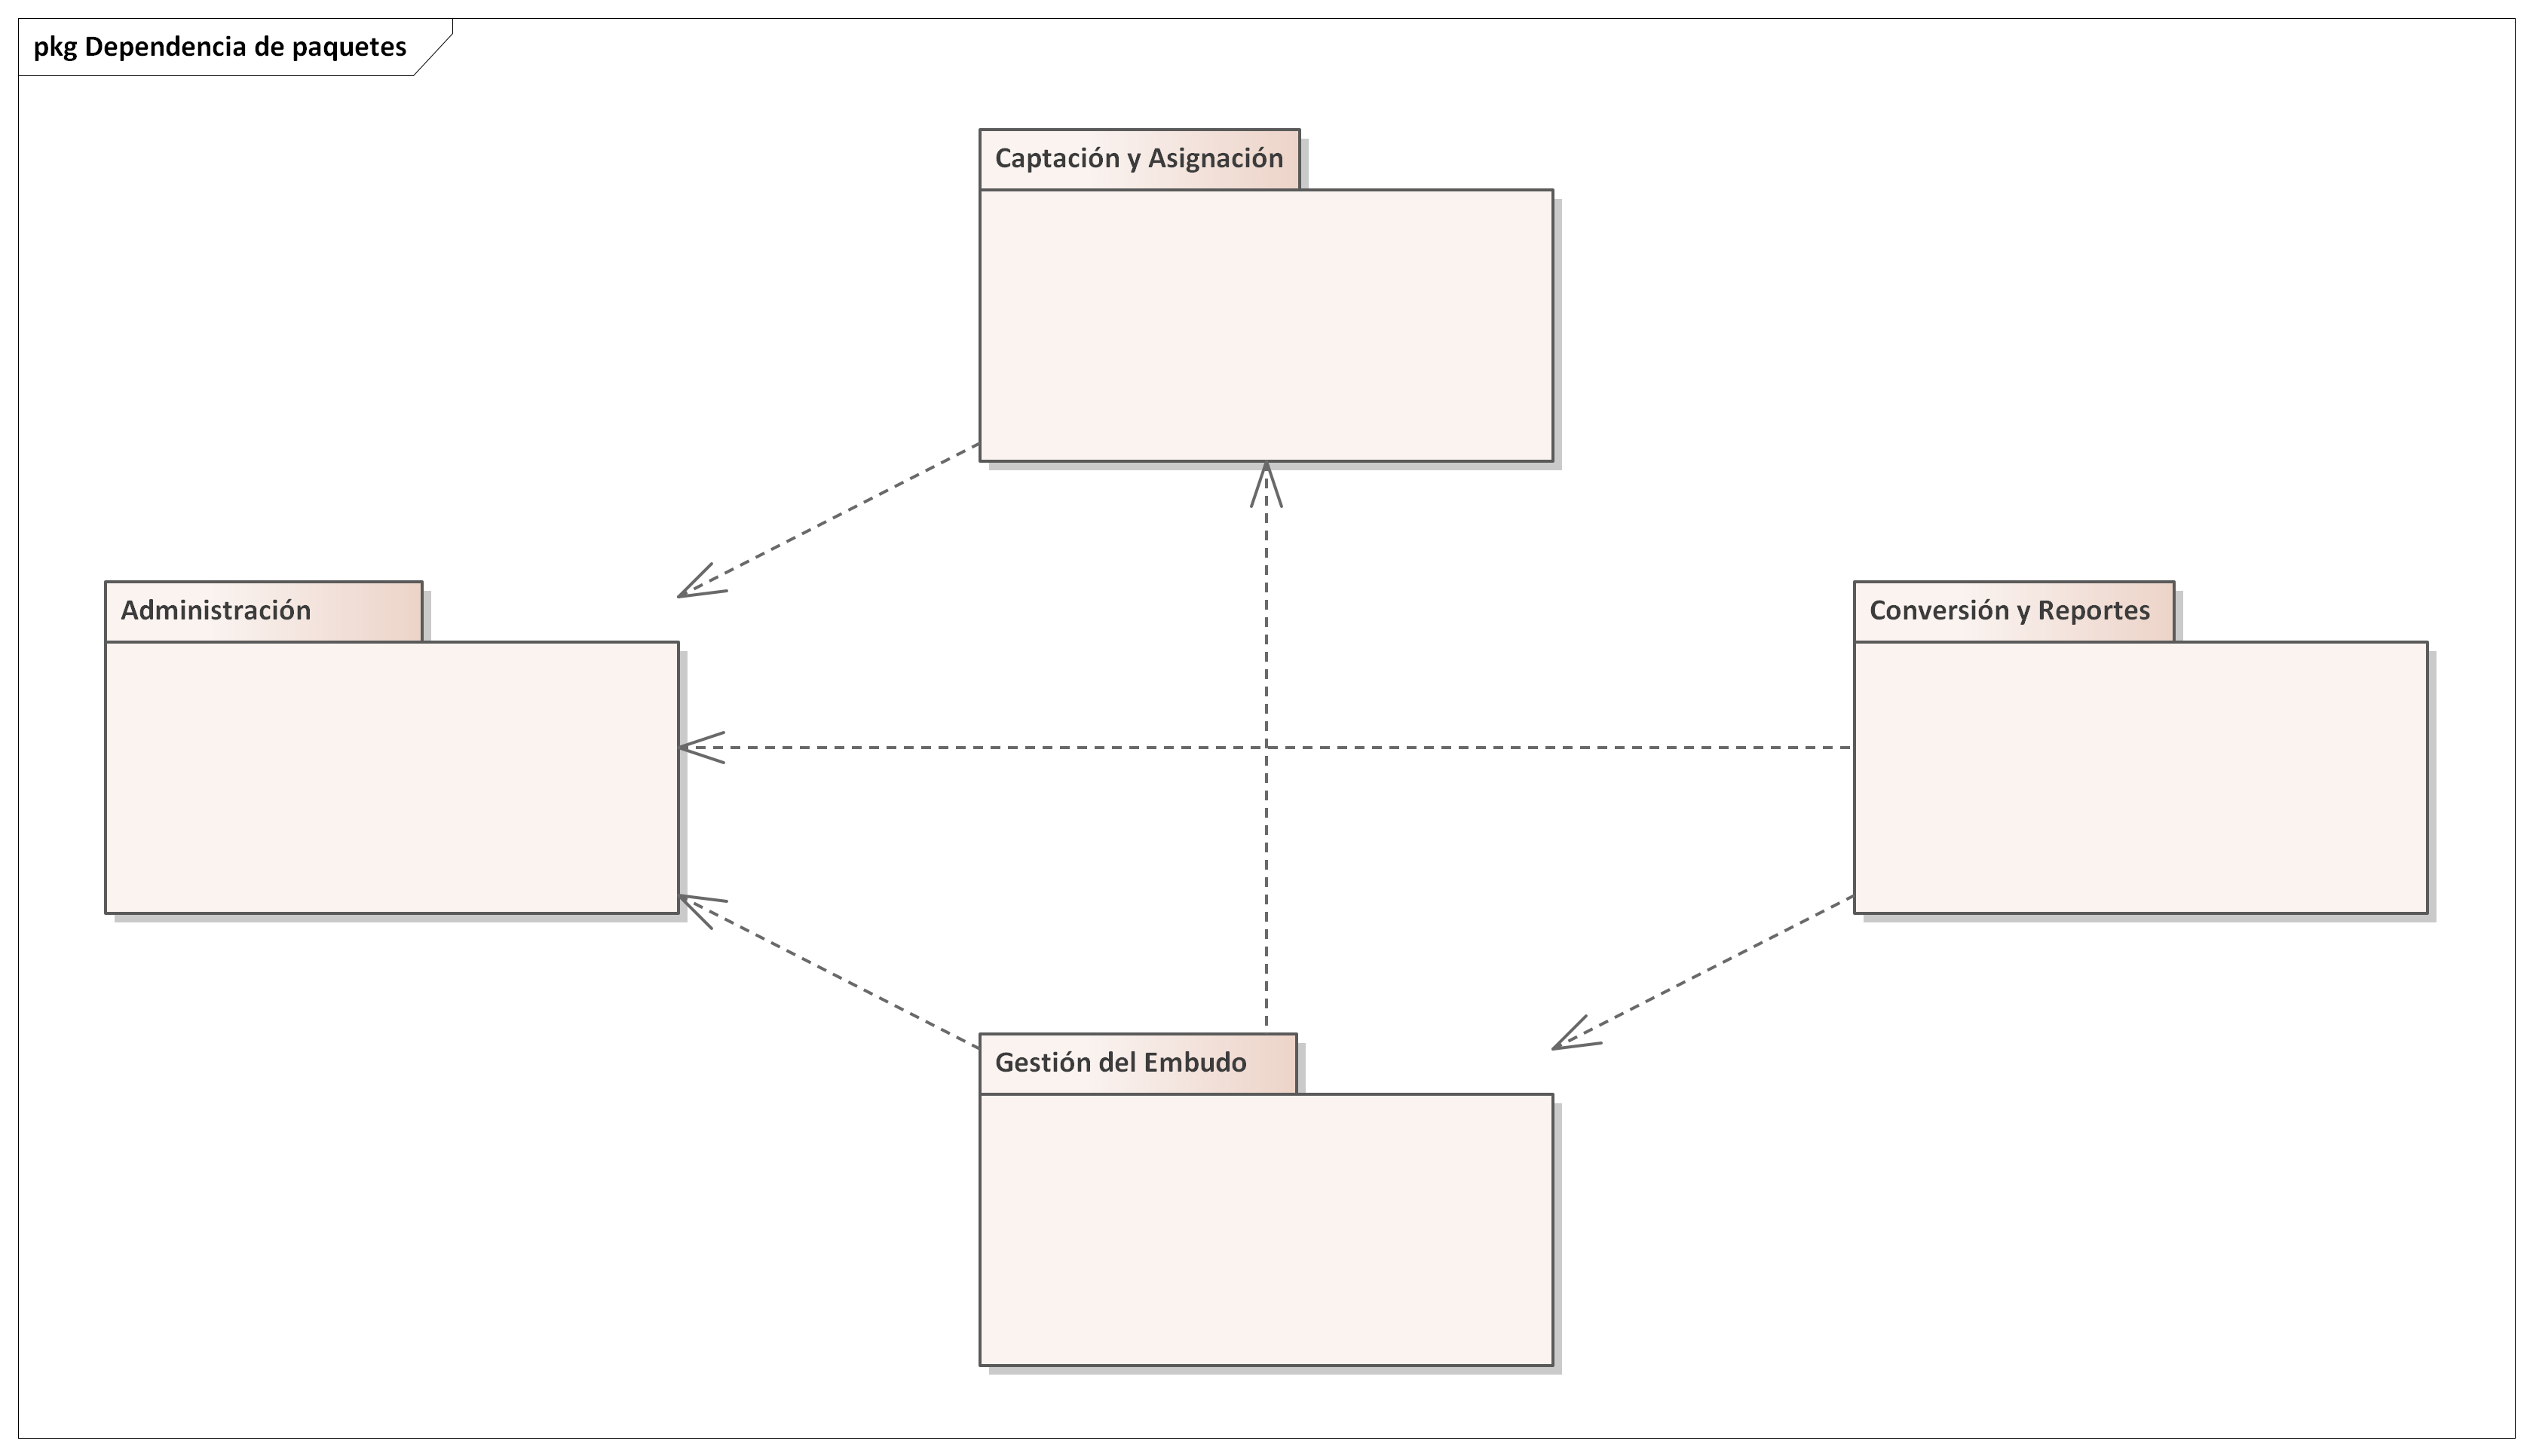 pkg Dependencia de paquetes
Captación y Asignación
Administración
Conversión y Reportes
Gestión del Embudo